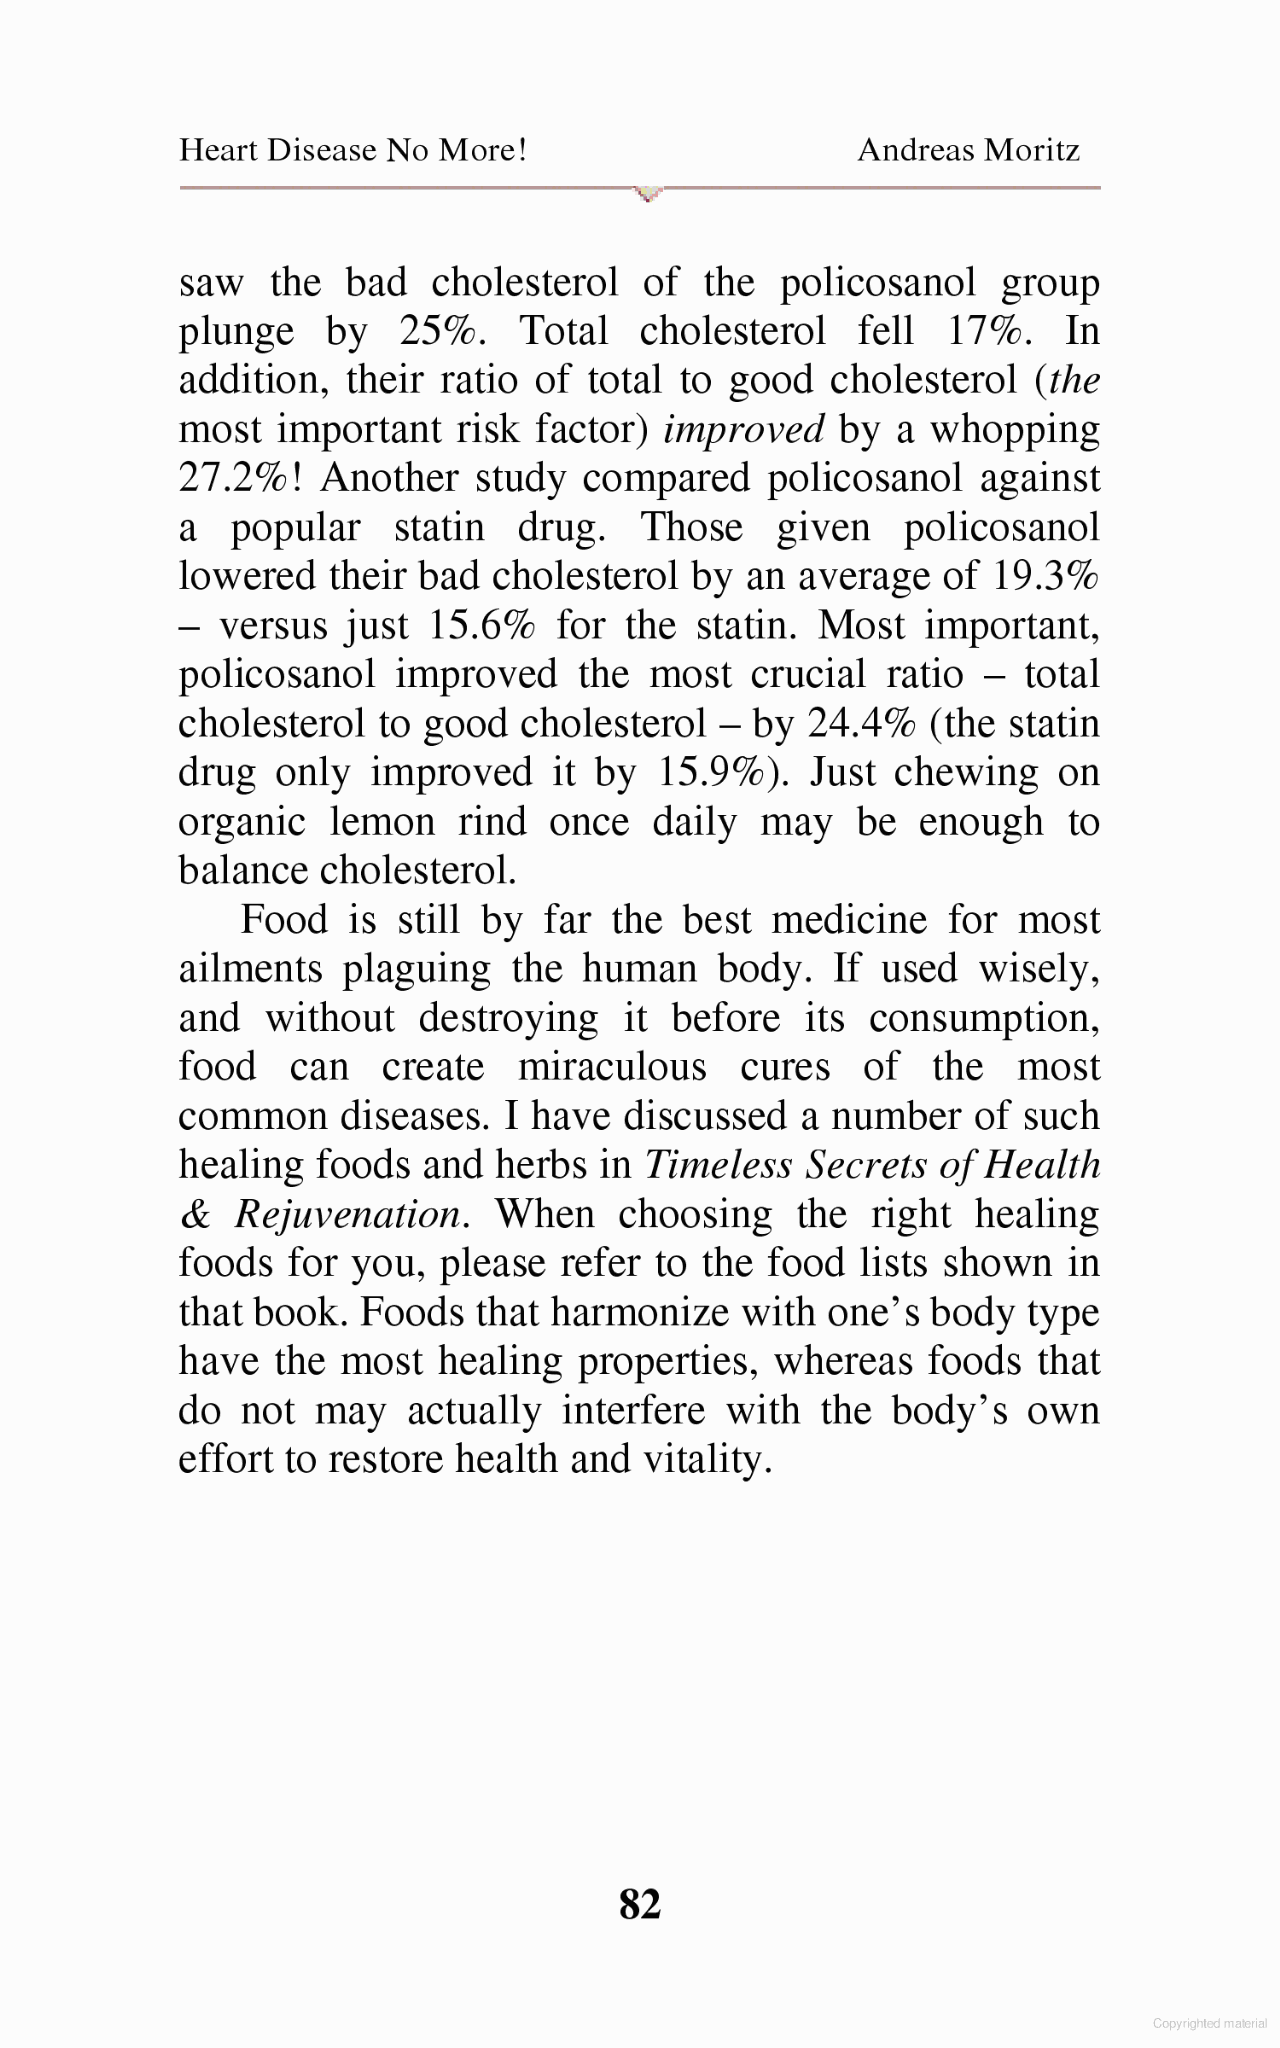 Heart Disease No More! Andreas Moritz
saw the bad cholesterol of the policosanol group
plunge by 25%. Total cholesterol fell 17%. In
addition, their ratio of total to good cholesterol (the
most important risk factor) improved by a whopping
27.2%! Another study compared policosanol against
a popular statin drug. Those given policosanol
lowered their bad cholesterol by an average of 19.3%
– versus just 15.6% for the statin. Most important,
policosanol improved the most crucial ratio – total
cholesterol to good cholesterol – by 24.4% (the statin
drug only improved it by 15.9%). Just chewing on
organic lemon rind once daily may be enough to
balance cholesterol.
Food is still by far the best medicine for most
ailments plaguing the human body. If used wisely,
and without destroying it before its consumption,
food can create miraculous cures of the most
common diseases. I have discussed a number of such
healing foods and herbs in Timeless Secrets of Health
& Rejuvenation. When choosing the right healing
foods for you, please refer to the food lists shown in
that book. Foods that harmonize with one’s body type
have the most healing properties, whereas foods that
do not may actually interfere with the body’s own
effort to restore health and vitality.
82
Copyrighted material